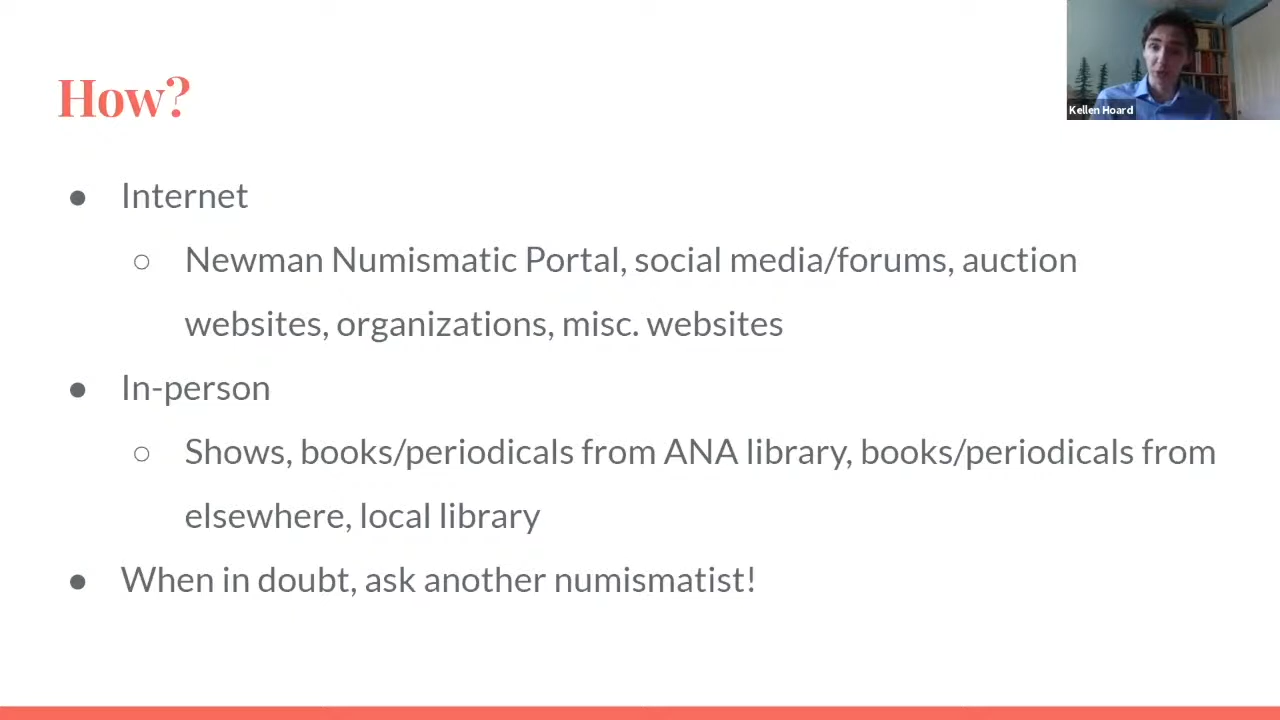 How?
Kellen Hoard
● Internet
○ Newman Numismatic Portal, social media/forums, auction
websites, organizations, misc. websites
● In-person
○ Shows, books/periodicals from ANA library, books/periodicals from
elsewhere, local library
● When in doubt, ask another numismatist!